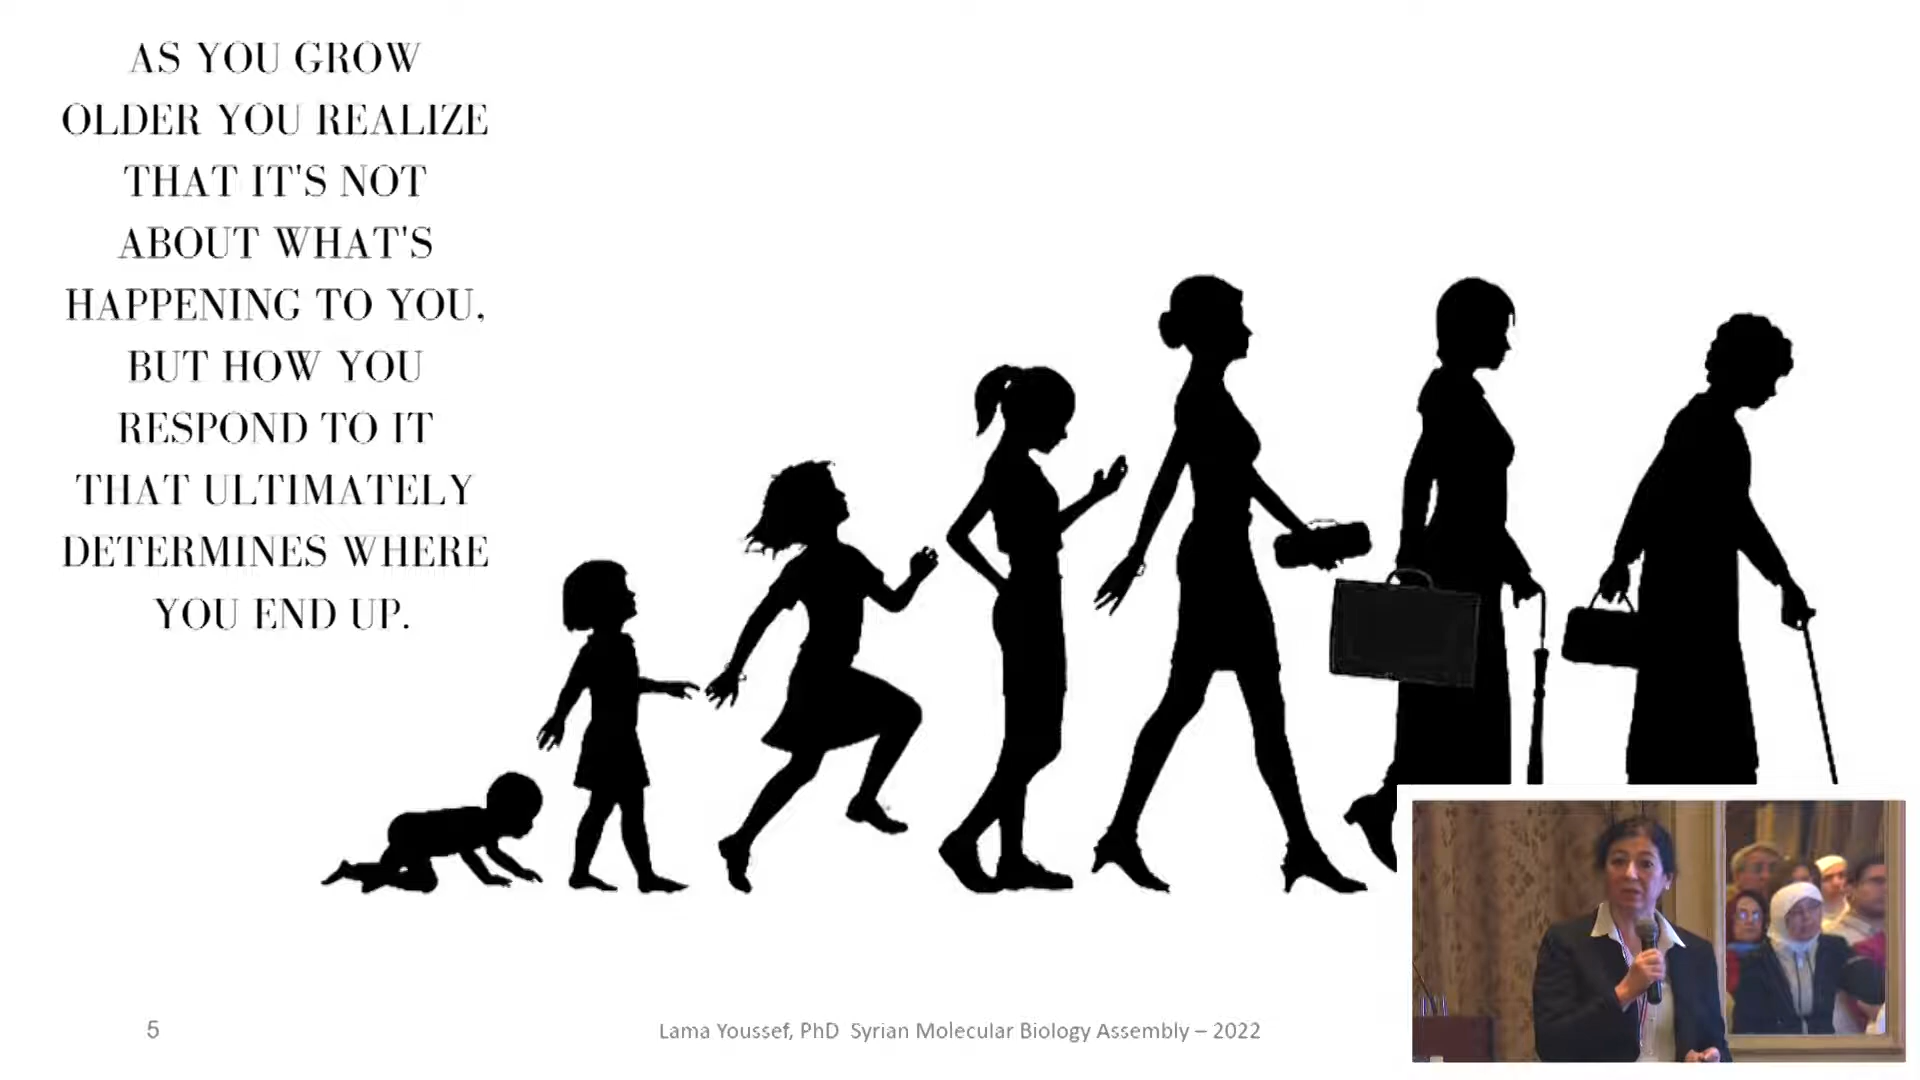 AS YOU GROW
OLDER YOU REALIZE
THAT IT'S NOT
ABOUT WHAT'S
HAPPENING TO YOU,
BUT HOW YOU
RESPOND TO IT
THAT ULTIMATELY
DETERMINES WHERE
YOU END UP.
5
Lama Youssef, PhD Syrian Molecular Biology Assembly – 2022